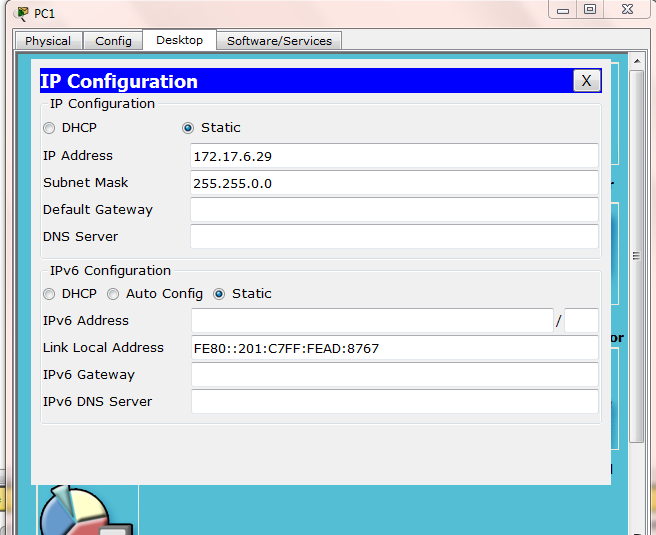 PC1
Physical Config Desktop Software/Services
IP Configuration X
IP Configuration
DHCP Static
IP Address 172.17.6.29
Subnet Mask 255.255.0.0
Default Gateway
DNS Server
IPv6 Configuration
DHCP Auto Config Static
IPv6 Address /
Link Local Address FE80::201:C7FF:FEAD:8767
IPv6 Gateway
IPv6 DNS Server